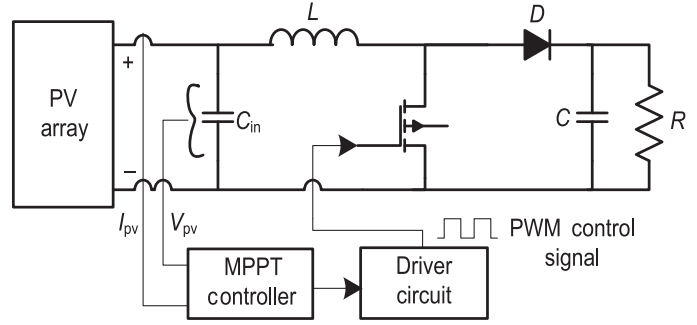 L
D
+
PV
array
C_in
C
R
−
I_pv
V_pv
PWM control
signal
MPPT
controller
Driver
circuit